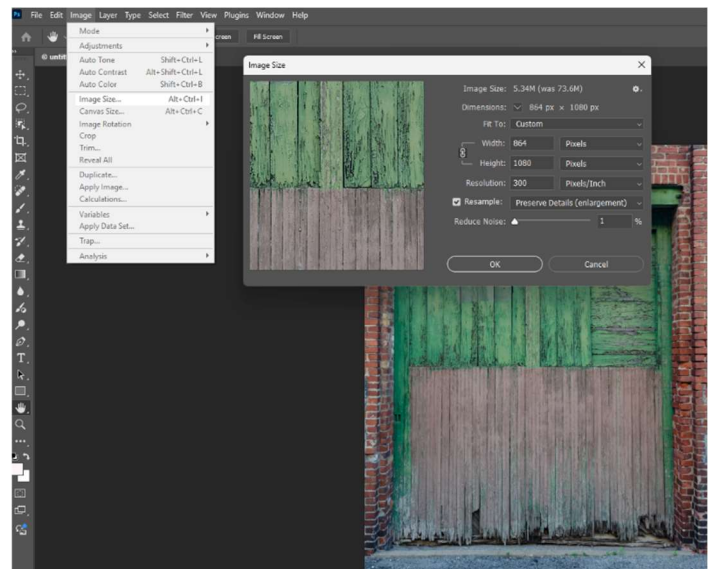 Ps File Edit Image Layer Type Select Filter View Plugins Window Help
Fill Screen
Mode
Adjustments
Auto Tone Shift+Ctrl+L
Auto Contrast Alt+Shift+Ctrl+L
Auto Color Shift+Ctrl+B
Image Size... Alt+Ctrl+I
Canvas Size... Alt+Ctrl+C
Image Rotation
Crop
Trim...
Reveal All
Duplicate...
Apply Image...
Calculations...
Variables
Apply Data Set...
Trap...
Analysis
Image Size
Image Size: 5.34M (was 73.6M)
Dimensions: 864 px × 1080 px
Fit To: Custom
Width: 864 Pixels
Height: 1080 Pixels
Resolution: 300 Pixels/Inch
Resample: Preserve Details (enlargement)
Reduce Noise: 1 %
OK Cancel